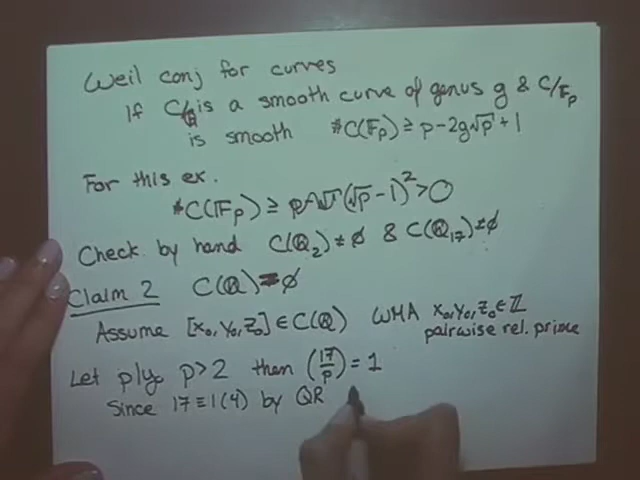 Weil conj for curves
If C/Q is a smooth curve of genus g & C/Fp
is smooth #C(Fp) ≥ p-2g√p+1
For this ex.
#C(Fp) ≥ (√p-1)²>0
Check by hand C(Q₂)≠∅ & C(Q₁₇)≠∅
Claim 2 C(Q)=∅
Assume [x₀, y₀, z₀] ∈ C(Q) WMA x₀, y₀, z₀ ∈ Z
pairwise rel. prime
Let p|y₀ p>2 then (17/p)=1
Since 17≡1(4) by QR